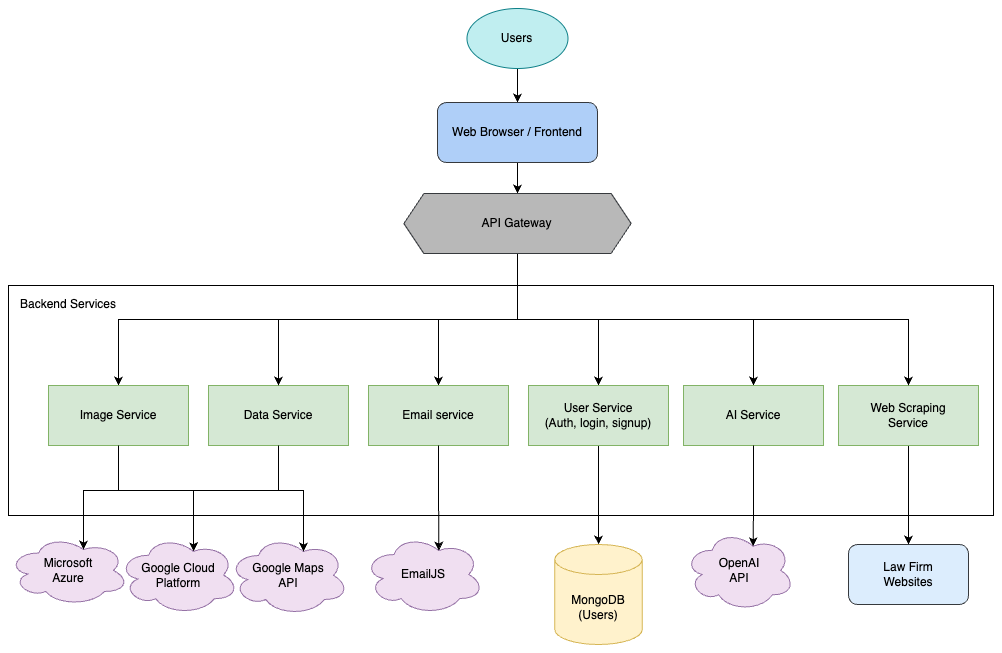 Users
Web Browser / Frontend
API Gateway
Backend Services
Image Service
Data Service
Email service
User Service
(Auth, login, signup)
AI Service
Web Scraping
Service
Microsoft
Azure
Google Cloud
Platform
Google Maps
API
EmailJS
MongoDB
(Users)
OpenAI
API
Law Firm
Websites